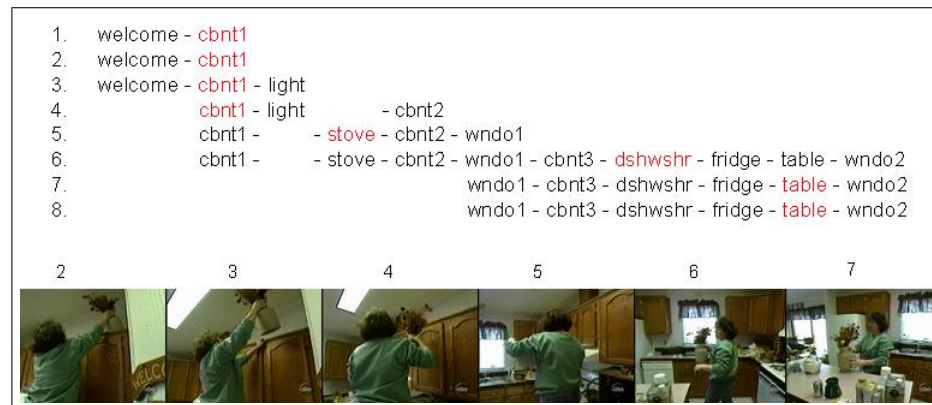 1. welcome - cbnt1
2. welcome - cbnt1
3. welcome - cbnt1 - light
4. cbnt1 - light - cbnt2
5. cbnt1 - - stove - cbnt2 - wndo1
6. cbnt1 - - stove - cbnt2 - wndo1 - cbnt3 - dshwshr - fridge - table - wndo2
7. wndo1 - cbnt3 - dshwshr - fridge - table - wndo2
8. wndo1 - cbnt3 - dshwshr - fridge - table - wndo2
2 3 4 5 6 7
WELC